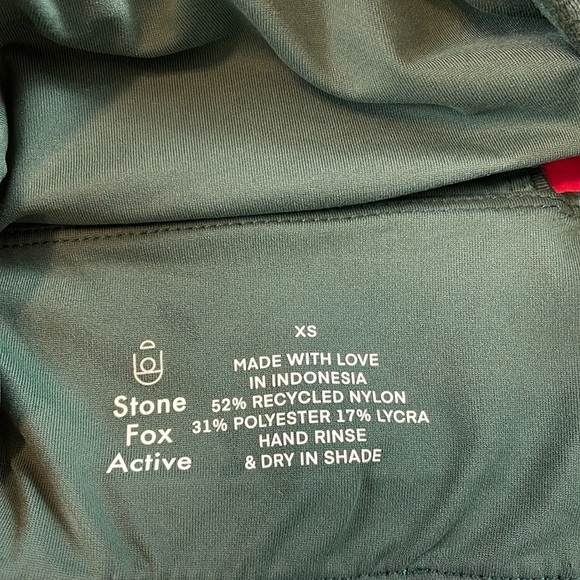 XS
MADE WITH LOVE
IN INDONESIA
52% RECYCLED NYLON
31% POLYESTER 17% LYCRA
HAND RINSE
& DRY IN SHADE
Stone
Fox
Active